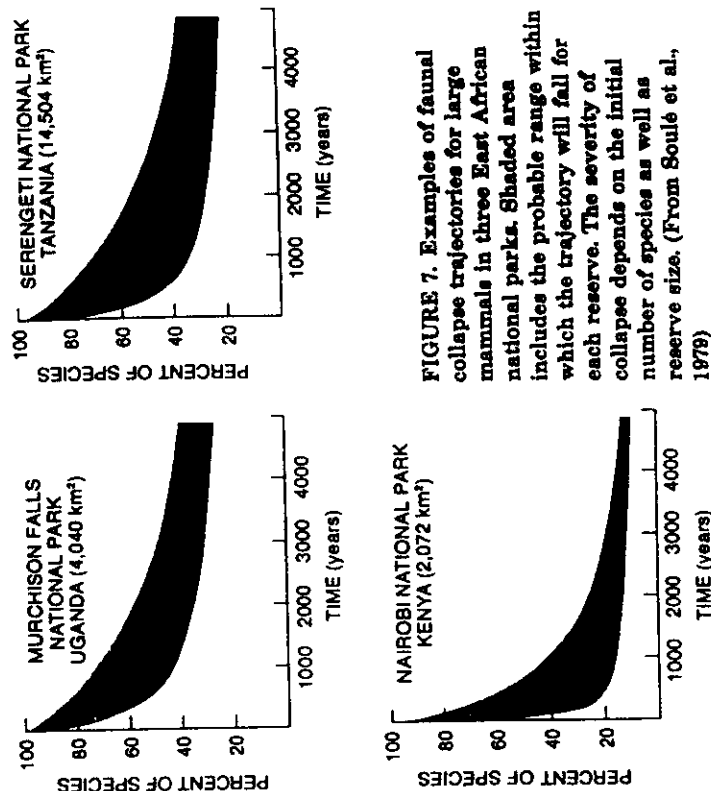 MURCHISON FALLS
NATIONAL PARK
UGANDA (4,040 km²)
PERCENT OF SPECIES
100
80
60
40
20
1000
2000
3000
4000
TIME (years)
SERENGETI NATIONAL PARK
TANZANIA (14,504 km²)
PERCENT OF SPECIES
100
80
60
40
20
1000
2000
3000
4000
TIME (years)
NAIROBI NATIONAL PARK
KENYA (2,072 km²)
PERCENT OF SPECIES
100
80
60
40
20
1000
2000
3000
4000
TIME (years)
FIGURE 7. Examples of faunal
collapse trajectories for large
mammals in three East African
national parks. Shaded area
includes the probable range within
which the trajectory will fall for
each reserve. The severity of
collapse depends on the initial
number of species as well as
reserve size. (From Soulé et al.,
1979)